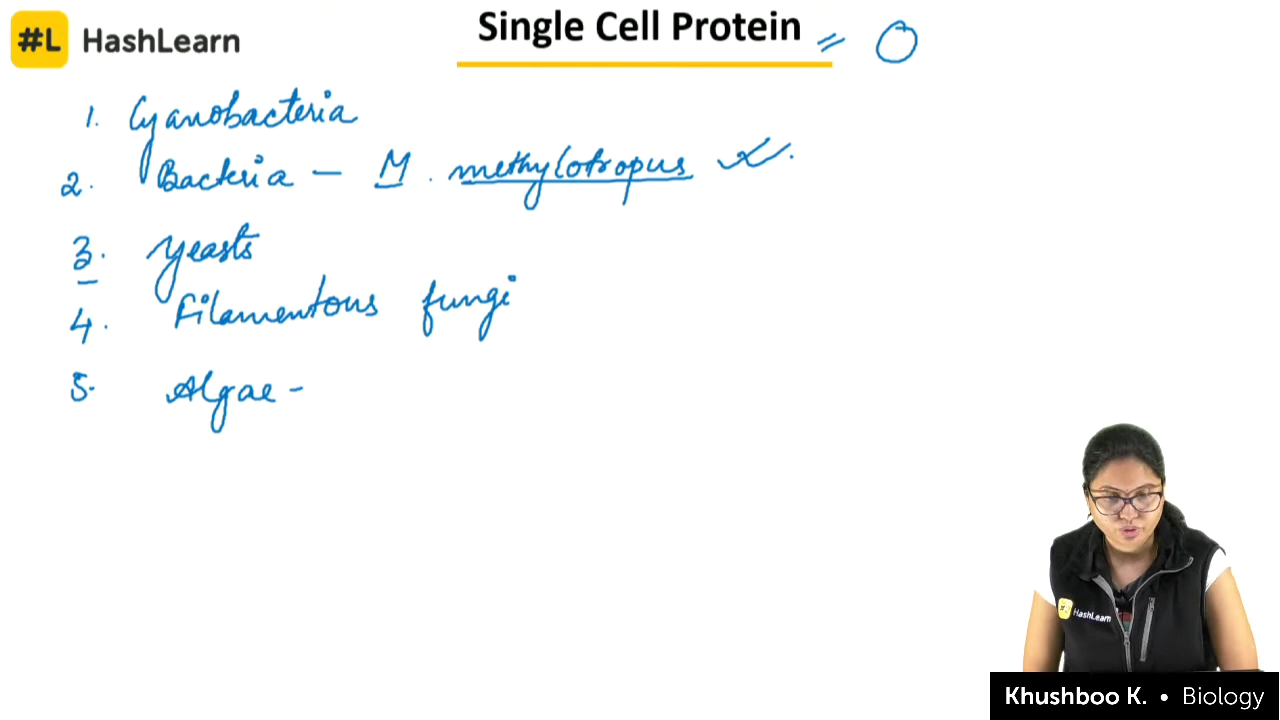 #L HashLearn
Single Cell Protein =
1. Cyanobacteria
2. Bacteria - M. methylotropus
3. Yeasts
4. Filamentous fungi
5. Algae -
HashLearn
Khushboo K. • Biology